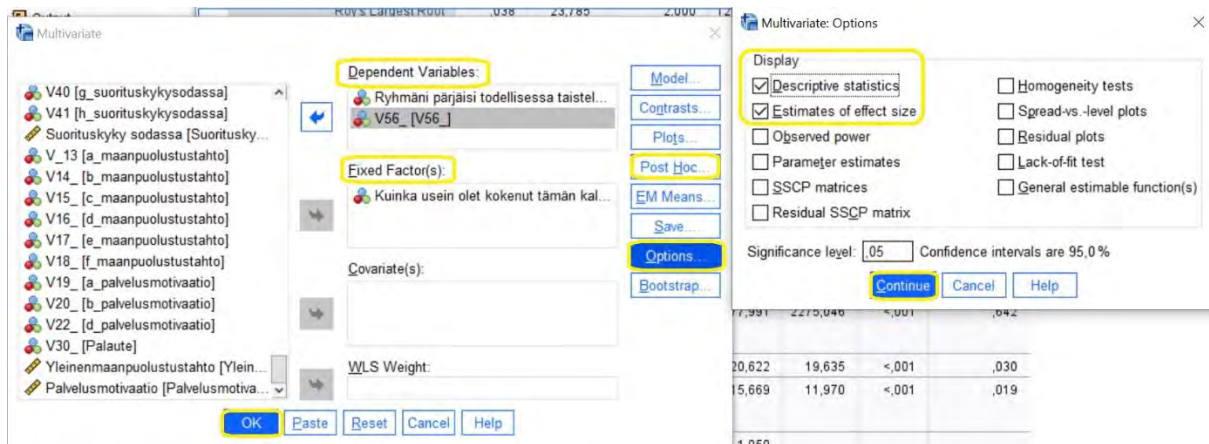 Output
Roy's Largest Root ,038 23,785 2,000
Multivariate
V40 [g_suorituskykysodassa]
V41 [h_suorituskykysodassa]
Suorituskyky sodassa [Suoritusky...
V_13 [a_maanpuolustustahto]
V14_ [b_maanpuolustustahto]
V15_ [c_maanpuolustustahto]
V16_ [d_maanpuolustustahto]
V17_ [e_maanpuolustustahto]
V18_ [f_maanpuolustustahto]
V19_ [a_palvelusmotivaatio]
V20_ [b_palvelusmotivaatio]
V22_ [d_palvelusmotivaatio]
V30_ [Palaute]
Yleinenmaanpuolustustahto [Ylein...
Palvelusmotivaatio [Palvelusmotiva...
Dependent Variables:
Ryhmäni pärjäisi todellisessa taistel...
V56_ [V56_]
Fixed Factor(s):
Kuinka usein olet kokenut tämän kal...
Covariate(s):
WLS Weight:
Model...
Contrasts...
Plots...
Post Hoc...
EM Means...
Save...
Options...
Bootstrap...
OK Paste Reset Cancel Help
Multivariate: Options
Display
Descriptive statistics
Estimates of effect size
Observed power
Parameter estimates
SSCP matrices
Residual SSCP matrix
Homogeneity tests
Spread-vs.-level plots
Residual plots
Lack-of-fit test
General estimable function(s)
Significance level: ,05 Confidence intervals are 95,0 %
Continue Cancel Help
2275,046 <,001 ,642
20,622 19,635 <,001 ,030
15,669 11,970 <,001 ,019